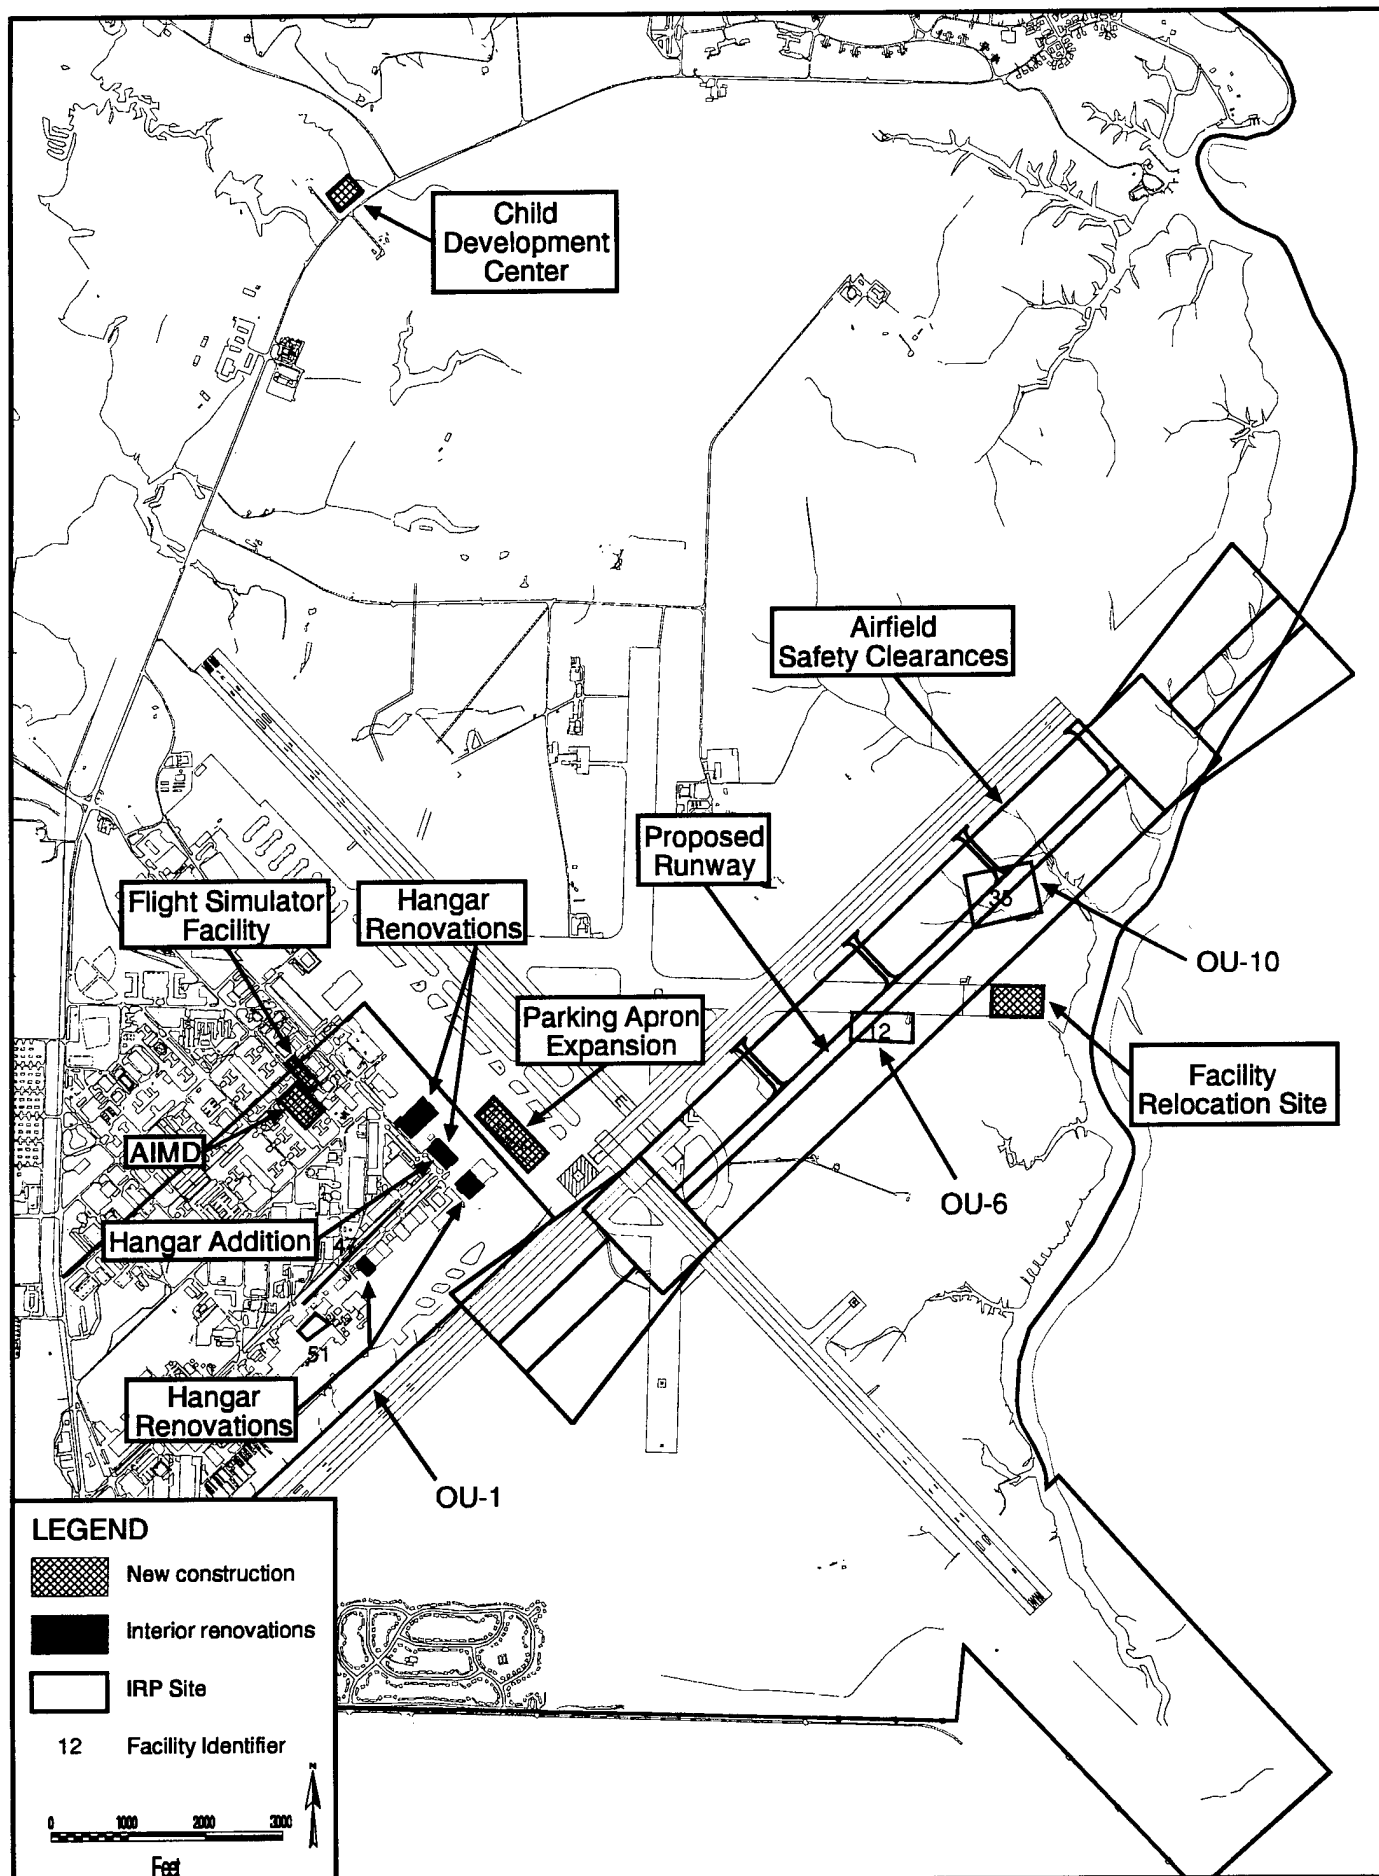 Child
Development
Center
Airfield
Safety Clearances
Proposed
Runway
Flight Simulator
Facility
Hangar
Renovations
35
OU-10
Parking Apron
Expansion
12
Facility
Relocation Site
AIMD
OU-6
Hangar Addition
47
51
Hangar
Renovations
OU-1
LEGEND
New construction
Interior renovations
IRP Site
12 Facility Identifier
N
0 1000 2000 3000
Feet